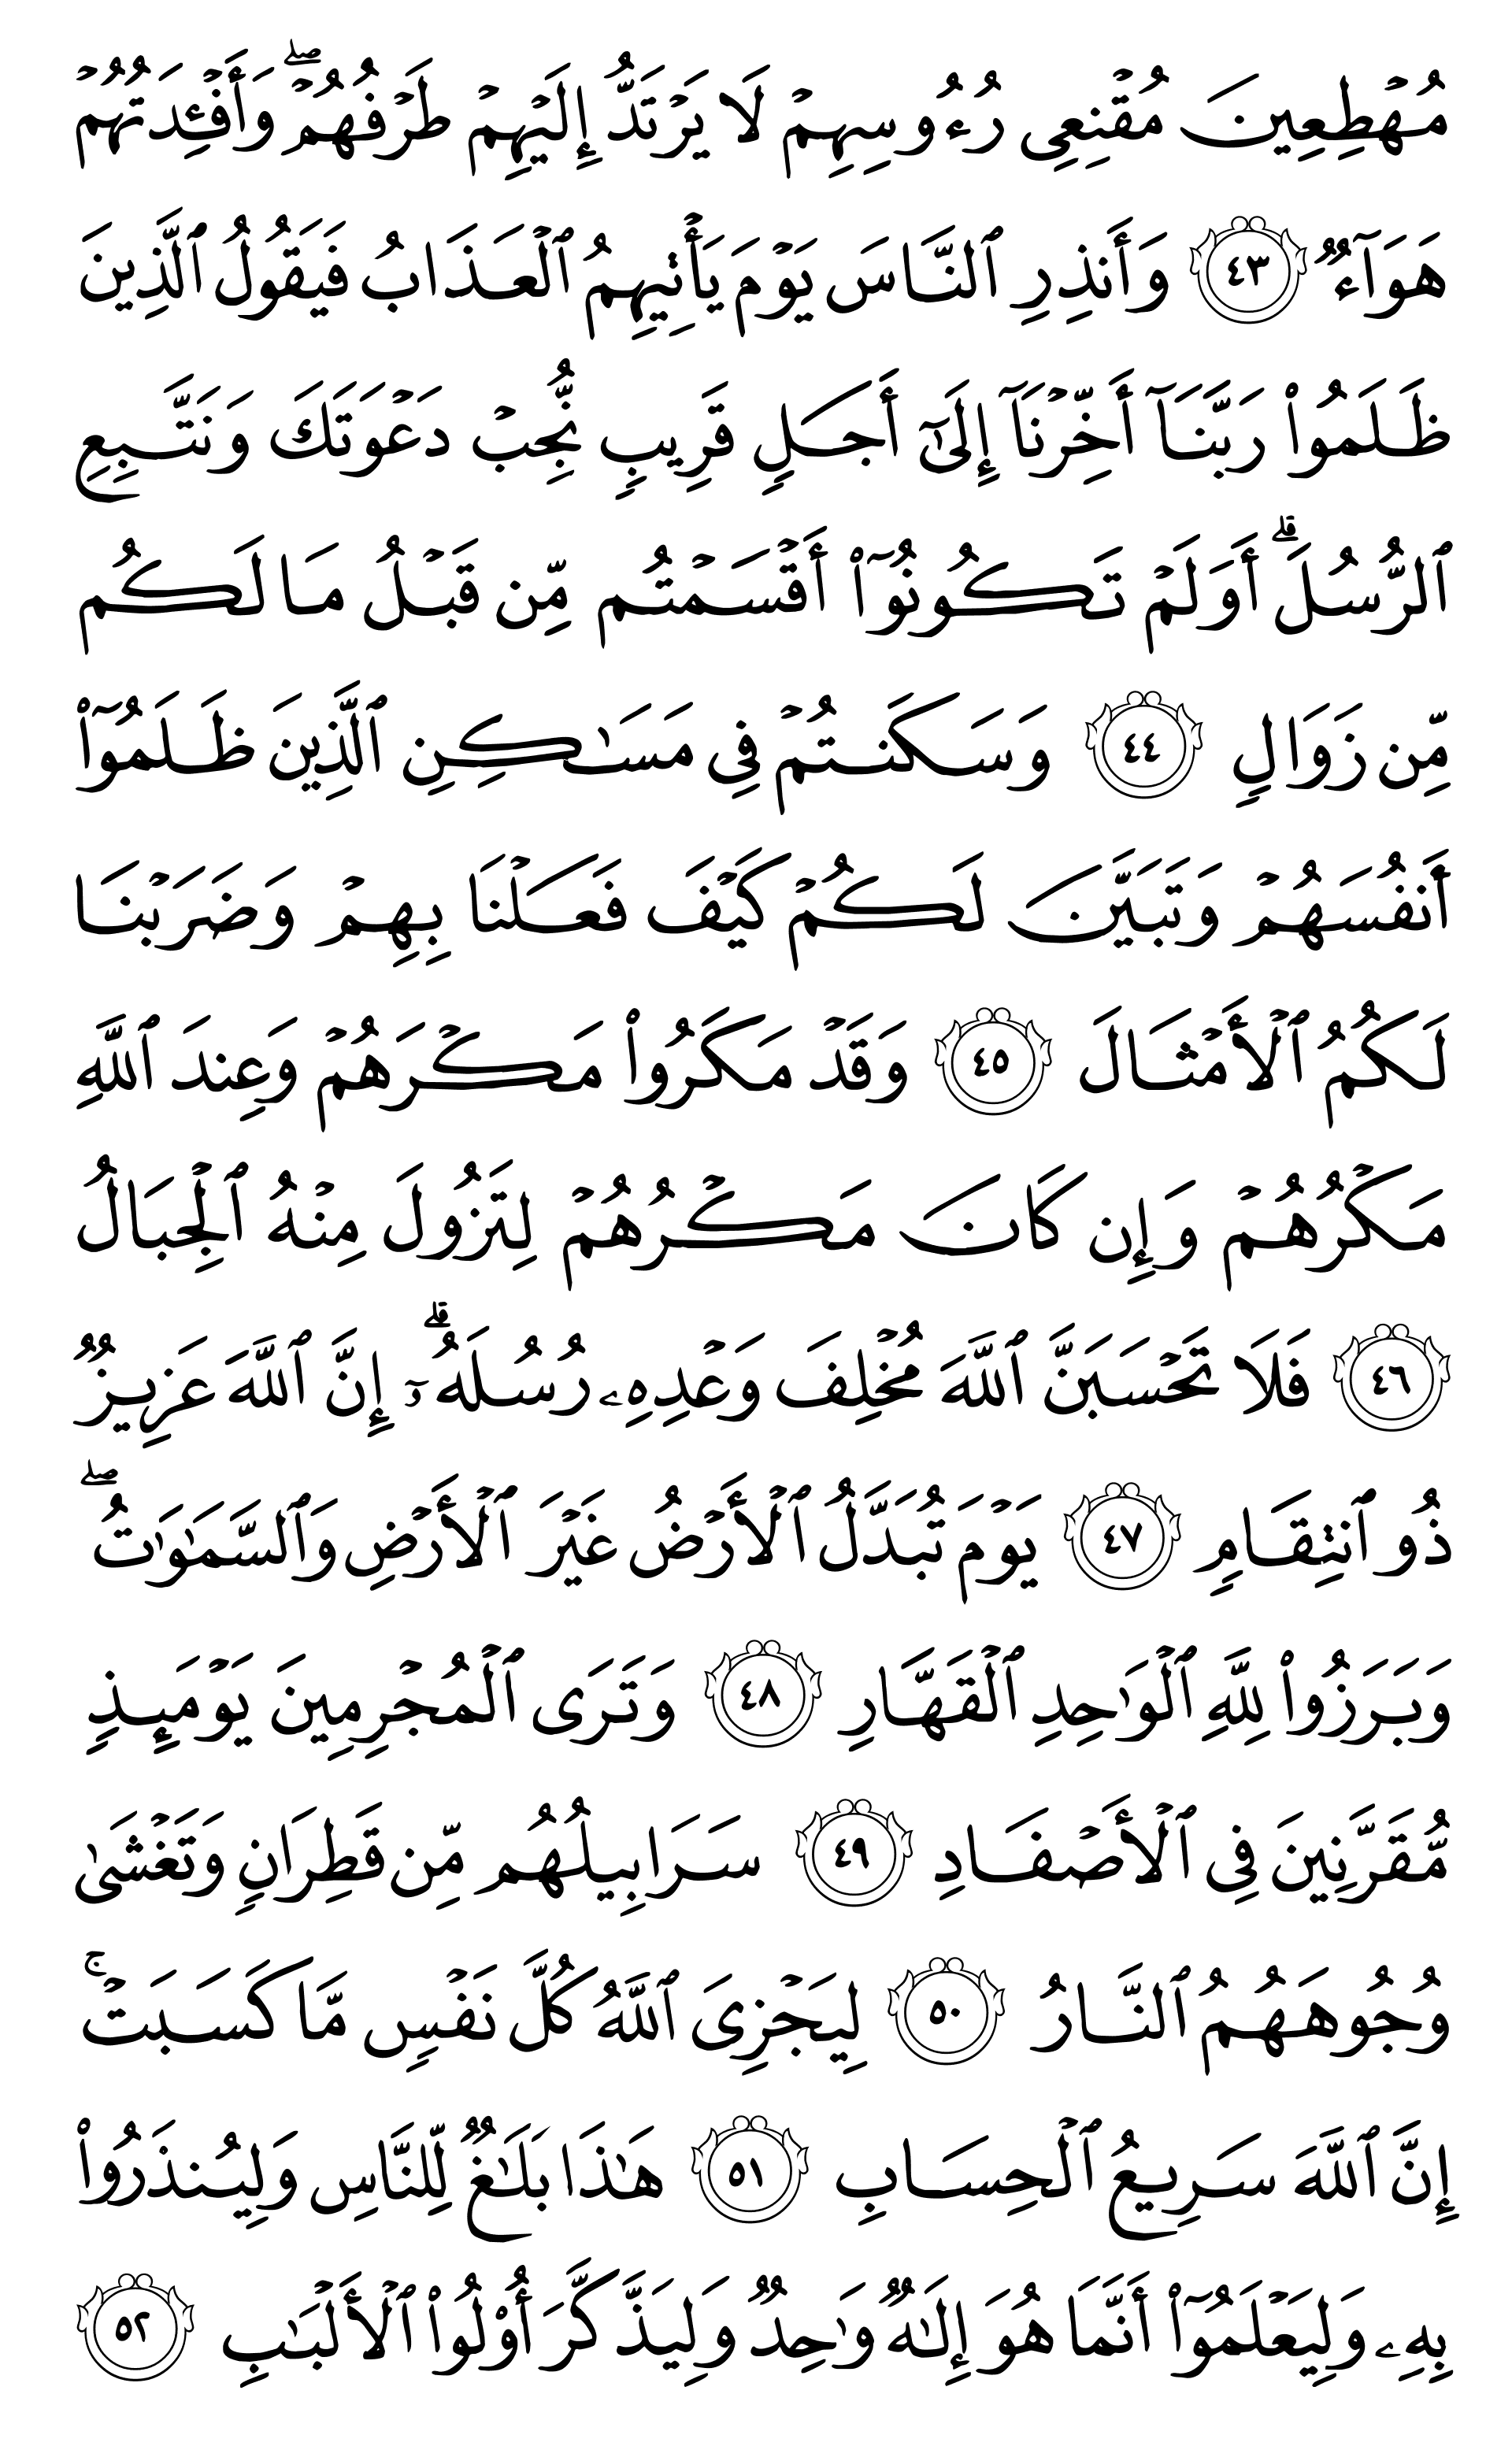 مُهۡطِعِينَ مُقۡنِعِي رُءُوسِهِمۡ لَا يَرۡتَدُّ إِلَيۡهِمۡ طَرۡفُهُمۡۖ وَأَفۡـِٔدَتُهُمۡ
هَوَآءٞ ٤٣ وَأَنذِرِ ٱلنَّاسَ يَوۡمَ يَأۡتِيهِمُ ٱلۡعَذَابُ فَيَقُولُ ٱلَّذِينَ
ظَلَمُواْ رَبَّنَآ أَخِّرۡنَآ إِلَىٰٓ أَجَلٖ قَرِيبٖ نُّجِبۡ دَعۡوَتَكَ وَنَتَّبِعِ
ٱلرُّسُلَۗ أَوَلَمۡ تَكُونُوٓاْ أَقۡسَمۡتُم مِّن قَبۡلُ مَا لَكُم
مِّن زَوَالٖ ٤٤ وَسَكَنتُمۡ فِي مَسَٰكِنِ ٱلَّذِينَ ظَلَمُوٓاْ
أَنفُسَهُمۡ وَتَبَيَّنَ لَكُمۡ كَيۡفَ فَعَلۡنَا بِهِمۡ وَضَرَبۡنَا
لَكُمُ ٱلۡأَمۡثَالَ ٤٥ وَقَدۡ مَكَرُواْ مَكۡرَهُمۡ وَعِندَ ٱللَّهِ
مَكۡرُهُمۡ وَإِن كَانَ مَكۡرُهُمۡ لِتَزُولَ مِنۡهُ ٱلۡجِبَالُ
٤٦ فَلَا تَحۡسَبَنَّ ٱللَّهَ مُخۡلِفَ وَعۡدِهِۦ رُسُلَهُۥٓۗ إِنَّ ٱللَّهَ عَزِيزٞ
ذُو ٱنتِقَامٖ ٤٧ يَوۡمَ تُبَدَّلُ ٱلۡأَرۡضُ غَيۡرَ ٱلۡأَرۡضِ وَٱلسَّمَٰوَٰتُۖ
وَبَرَزُواْ لِلَّهِ ٱلۡوَٰحِدِ ٱلۡقَهَّارِ ٤٨ وَتَرَى ٱلۡمُجۡرِمِينَ يَوۡمَئِذٖ
مُّقَرَّنِينَ فِي ٱلۡأَصۡفَادِ ٤٩ سَرَابِيلُهُم مِّن قَطِرَانٖ وَتَغۡشَىٰ
وُجُوهَهُمُ ٱلنَّارُ ٥٠ لِيَجۡزِيَ ٱللَّهُ كُلَّ نَفۡسٖ مَّا كَسَبَتۡۚ
إِنَّ ٱللَّهَ سَرِيعُ ٱلۡحِسَابِ ٥١ هَٰذَا بَلَٰغٞ لِّلنَّاسِ وَلِيُنذَرُواْ
بِهِۦ وَلِيَعۡلَمُوٓاْ أَنَّمَا هُوَ إِلَٰهٞ وَٰحِدٞ وَلِيَذَّكَّرَ أُوْلُواْ ٱلۡأَلۡبَٰبِ ٥٢